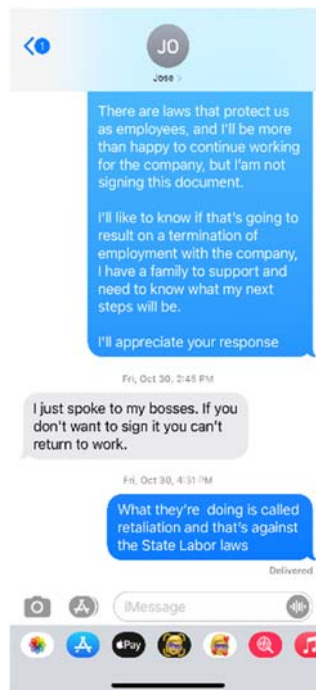 1
JO
Jose >
There are laws that protect us
as employees, and I'll be more
than happy to continue working
for the company, but I'am not
signing this document.
I'll like to know if that's going to
result on a termination of
employment with the company,
I have a family to support and
need to know what my next
steps will be.
I'll appreciate your response
Fri, Oct 30, 2:45 PM
I just spoke to my bosses. If you
don't want to sign it you can't
return to work.
Fri, Oct 30, 4:51 PM
What they're doing is called
retaliation and that's against
the State Labor laws
Delivered
iMessage
Pay